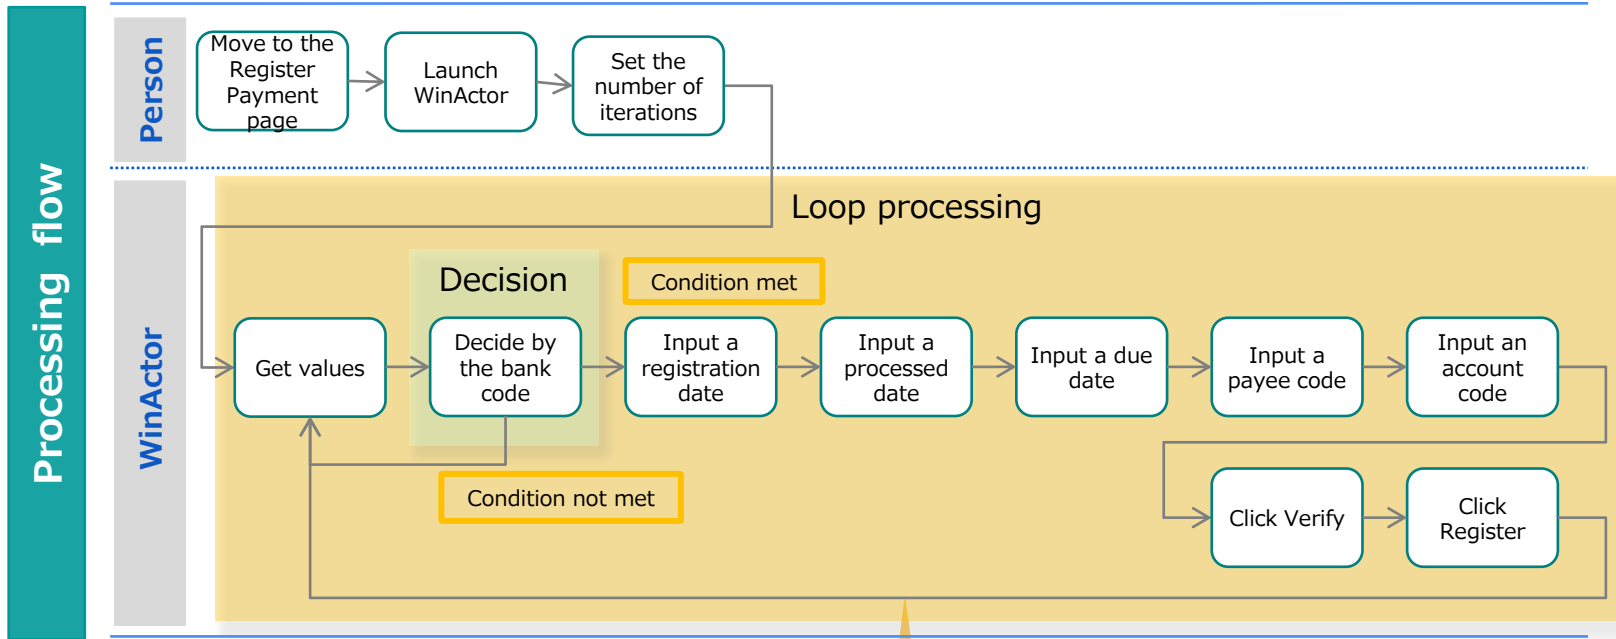 Processing flow
Person
Move to the
Register
Payment
page
Launch
WinActor
Set the
number of
iterations
WinActor
Loop processing
Decision
Condition met
Get values
Decide by
the bank
code
Input a
registration
date
Input a
processed
date
Input a due
date
Input a
payee code
Input an
account
code
Condition not met
Click Verify
Click
Register